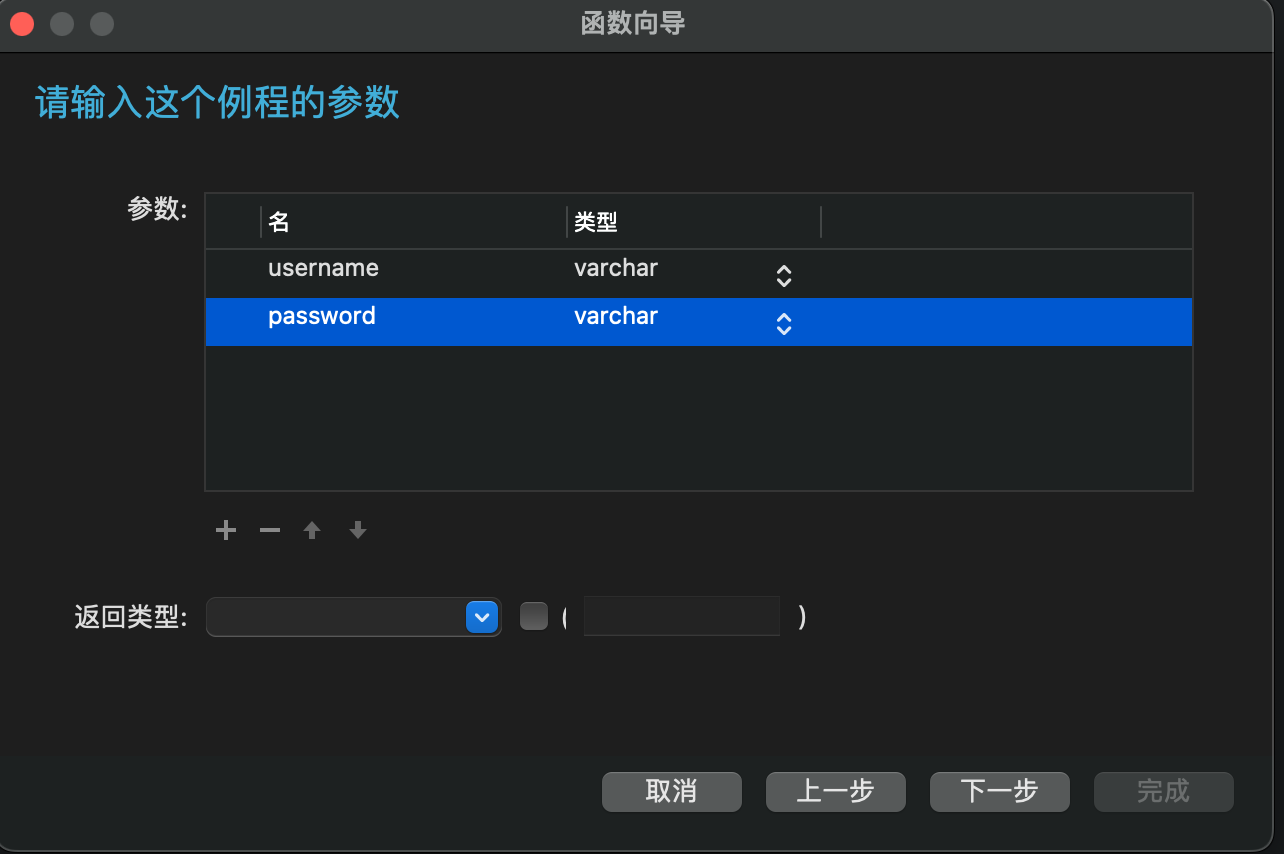 函数向导
请输入这个例程的参数
参数:
名 类型
username varchar
password varchar
返回类型: ( )
取消 上一步 下一步 完成